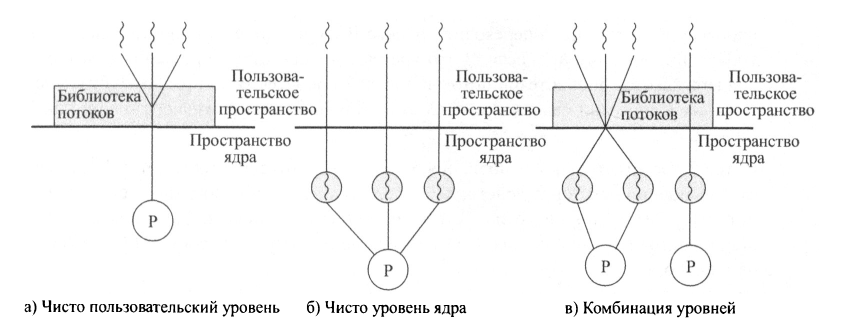 Библиотека
потоков
Пользова-
тельское
пространство
Пространство
ядра
P
Пользова-
тельское
пространство
Пространство
ядра
P
Библиотека
потоков
Пользова-
тельское
пространство
Пространство
ядра
P
P
а) Чисто пользовательский уровень
б) Чисто уровень ядра
в) Комбинация уровней